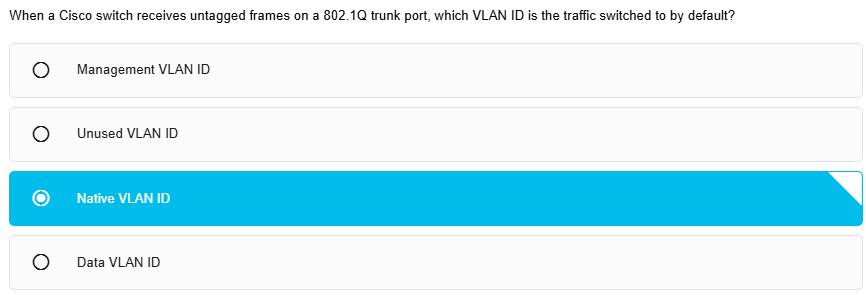 When a Cisco switch receives untagged frames on a 802.1Q trunk port, which VLAN ID is the traffic switched to by default?
Management VLAN ID
Unused VLAN ID
Native VLAN ID
Data VLAN ID